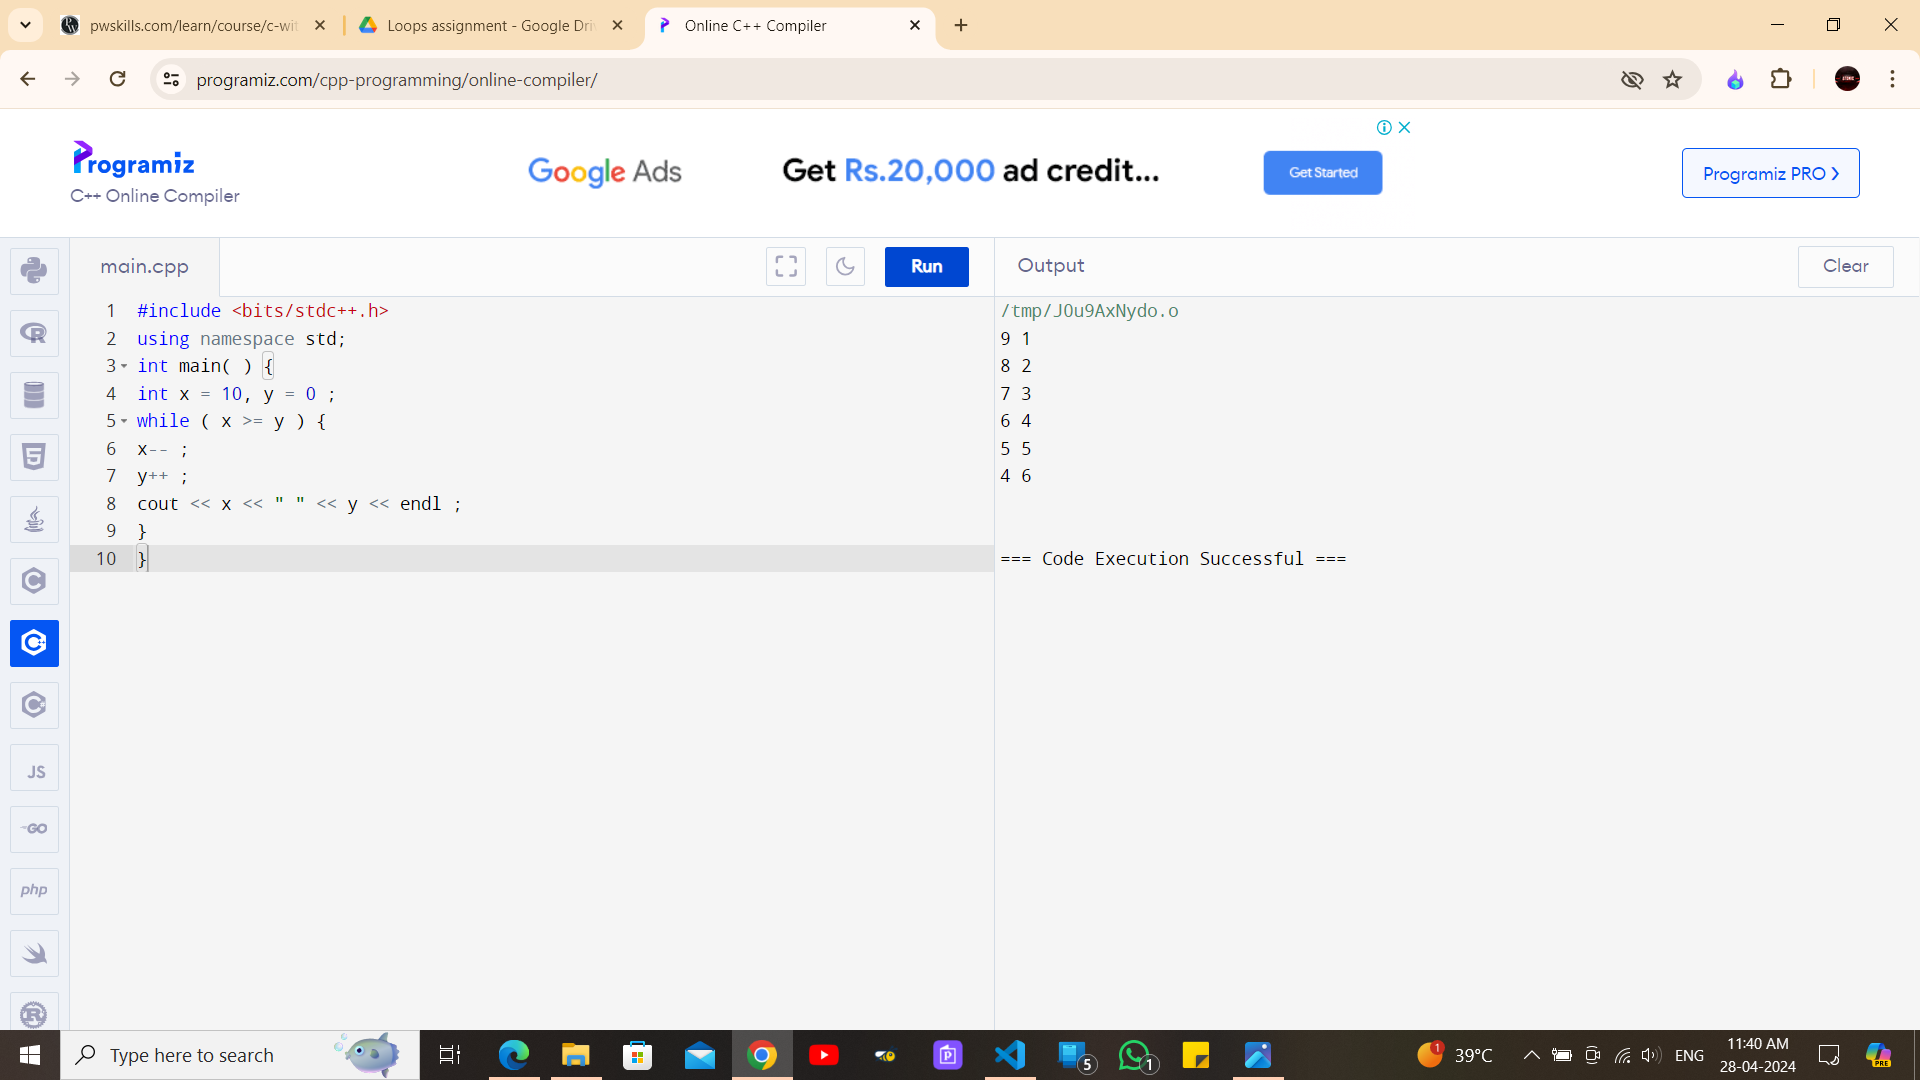 pwskills.com/learn/course/c-wit
Loops assignment - Google Driv
Online C++ Compiler
programiz.com/cpp-programming/online-compiler/
Programiz
C++ Online Compiler
Google Ads
Get Rs.20,000 ad credit...
Get Started
Programiz PRO
main.cpp
Run
Output
Clear
1 #include <bits/stdc++.h>
2 using namespace std;
3 int main( ) {
4 int x = 10, y = 0 ;
5 while ( x >= y ) {
6 x-- ;
7 y++ ;
8 cout << x << " " << y << endl ;
9 }
10 }
/tmp/JOu9AxNydo.o
9 1
8 2
7 3
6 4
5 5
4 6
=== Code Execution Successful ===
JS
GO
php
Type here to search
5
1
1
39°C
ENG
11:40 AM
28-04-2024
PRE